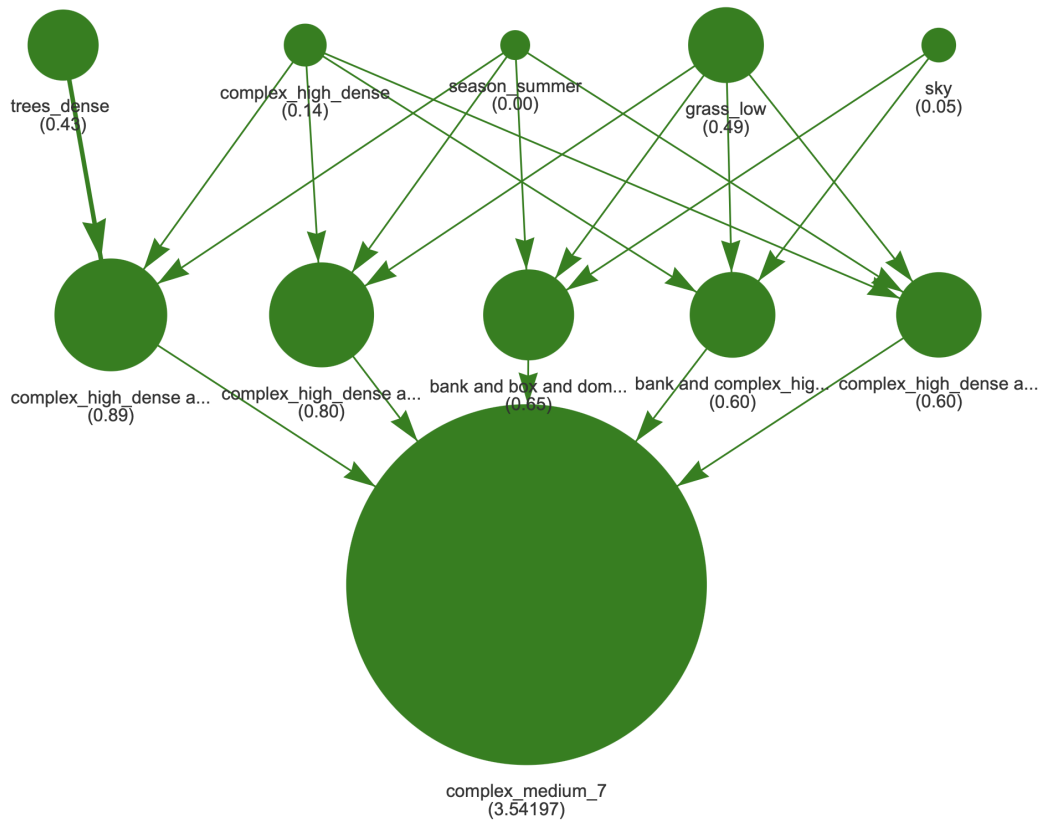 trees_dense
(0.43)
complex_high_dense
(0.14)
season_summer
(0.00)
grass_low
(0.49)
sky
(0.05)
complex_high_dense a...
(0.89)
complex_high_dense a...
(0.80)
bank and box and dom...
(0.65)
bank and complex_hig...
(0.60)
complex_high_dense a...
(0.60)
complex_medium_7
(3.54197)